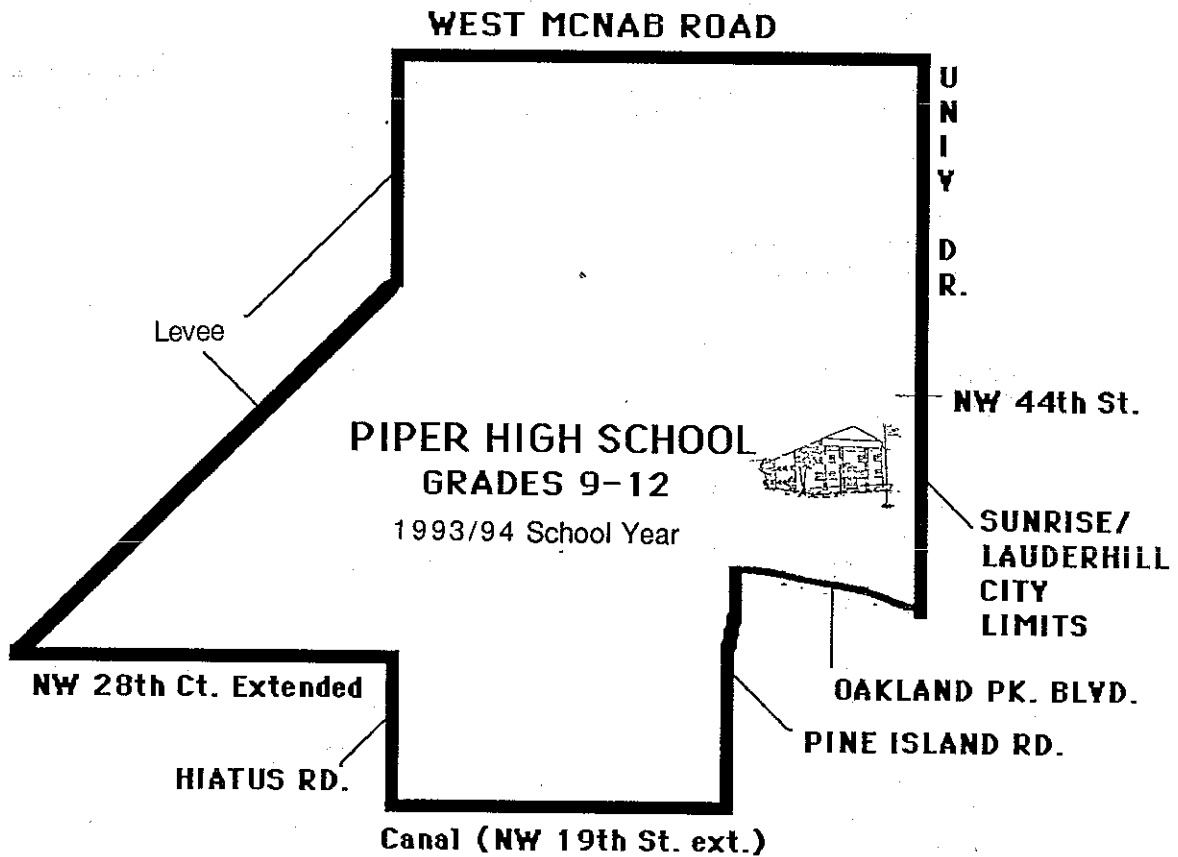 WEST MCNAB ROAD
UNIV DR.
Levee
NW 44th St.
PIPER HIGH SCHOOL
GRADES 9-12
1993/94 School Year
SUNRISE/
LAUDERHILL
CITY
LIMITS
NW 28th Ct. Extended
OAKLAND PK. BLVD.
PINE ISLAND RD.
HIATUS RD.
Canal (NW 19th St. ext.)